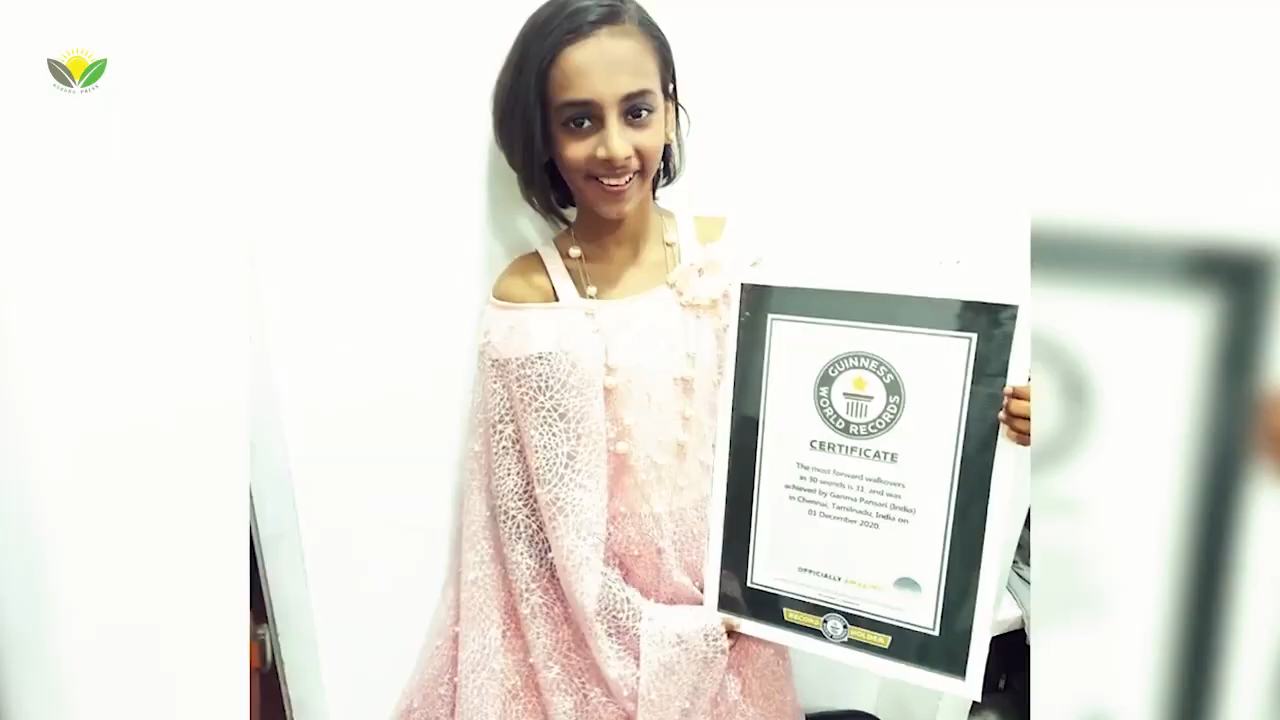 GUINNESS
WORLD RECORDS
CERTIFICATE
The most forward walkovers
in 30 seconds is 31, and was
achieved by Garima Pansari (India)
in Chennai, Tamilnadu, India on
01 December 2020.
OFFICIALLY AMAZING
RECORD HOLDER